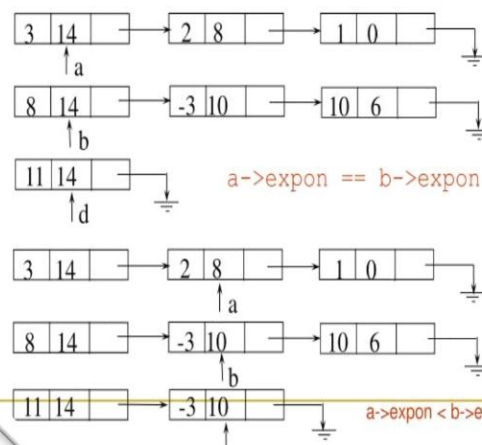 3 14 2 8 1 0
a
8 14 -3 10 10 6
b
11 14 a->expon == b->expon
d
3 14 2 8 1 0
a
8 14 -3 10 10 6
b
11 14 -3 10 a->expon < b->e